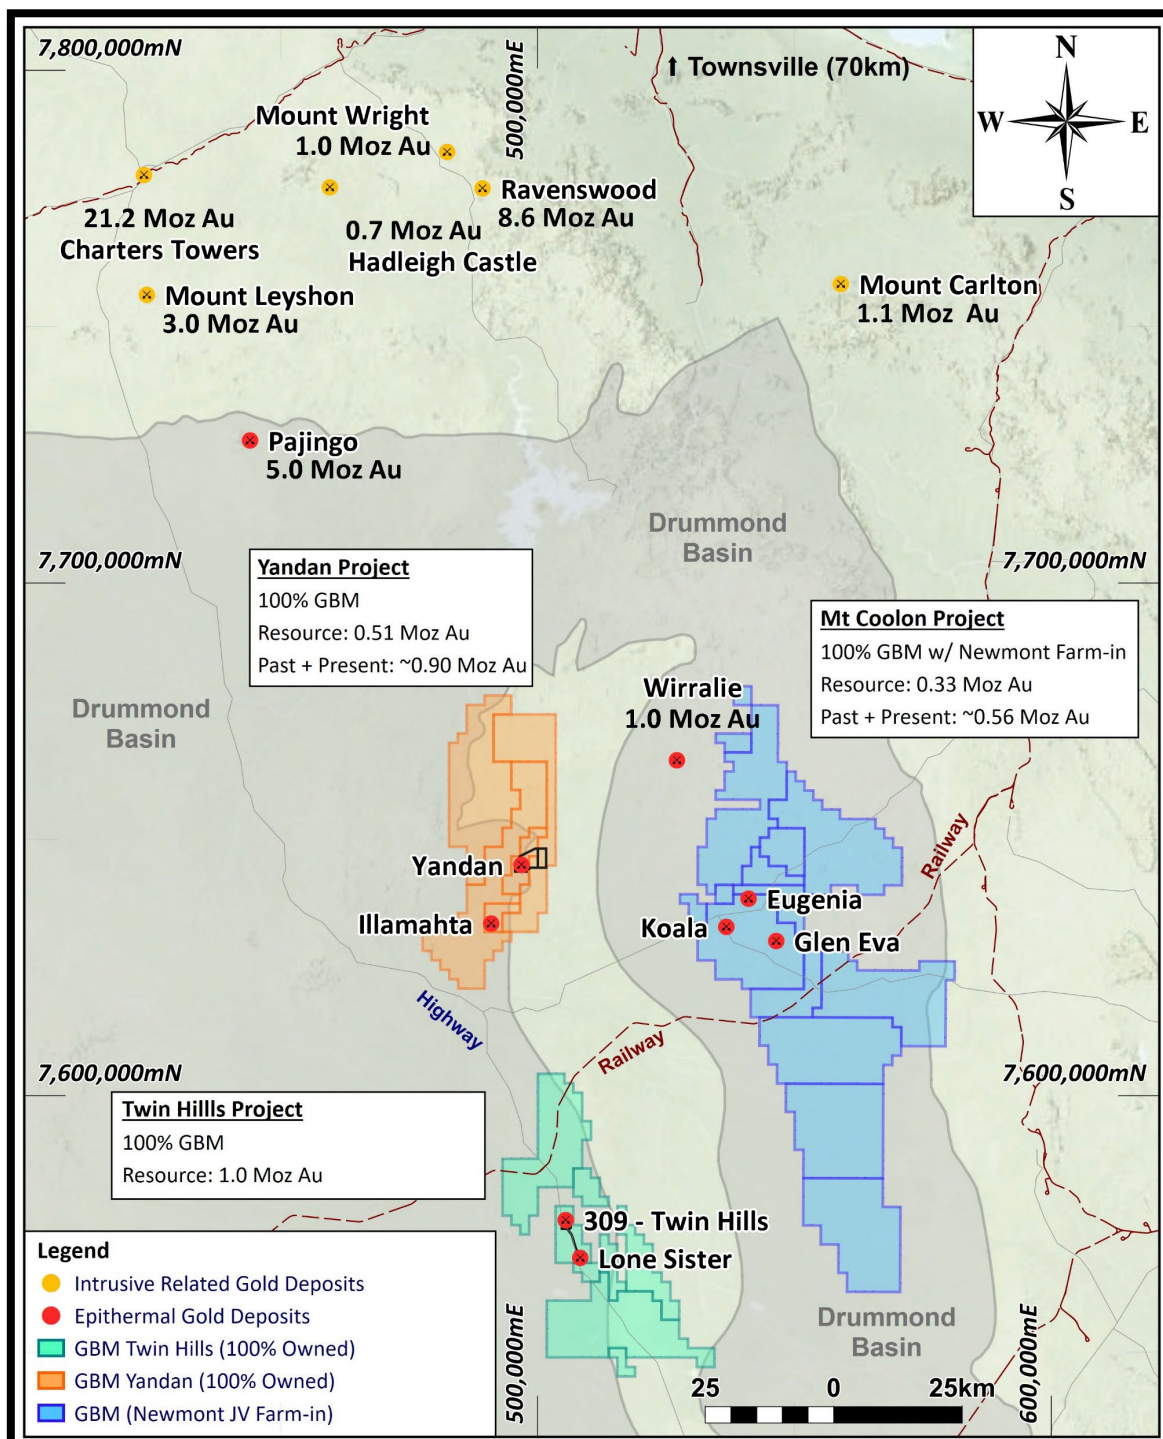 7,800,000mN
500,000mE
↑ Townsville (70km)
N
W
E
S
Mount Wright
1.0 Moz Au
Ravenswood
8.6 Moz Au
21.2 Moz Au
Charters Towers
0.7 Moz Au
Hadleigh Castle
Mount Leyshon
3.0 Moz Au
Mount Carlton
1.1 Moz Au
Pajingo
5.0 Moz Au
Drummond
Basin
7,700,000mN
7,700,000mN
Yandan Project
100% GBM
Resource: 0.51 Moz Au
Past + Present: ~0.90 Moz Au
Mt Coolon Project
100% GBM w/ Newmont Farm-in
Resource: 0.33 Moz Au
Past + Present: ~0.56 Moz Au
Drummond
Basin
Wirralie
1.0 Moz Au
Railway
Yandan
Illamahta
Eugenia
Koala
Glen Eva
Highway
Railway
7,600,000mN
7,600,000mN
Twin Hillls Project
100% GBM
Resource: 1.0 Moz Au
309 - Twin Hills
Lone Sister
Legend
Intrusive Related Gold Deposits
Epithermal Gold Deposits
GBM Twin Hills (100% Owned)
GBM Yandan (100% Owned)
GBM (Newmont JV Farm-in)
500,000mE
Drummond
Basin
600,000mE
25 0 25km